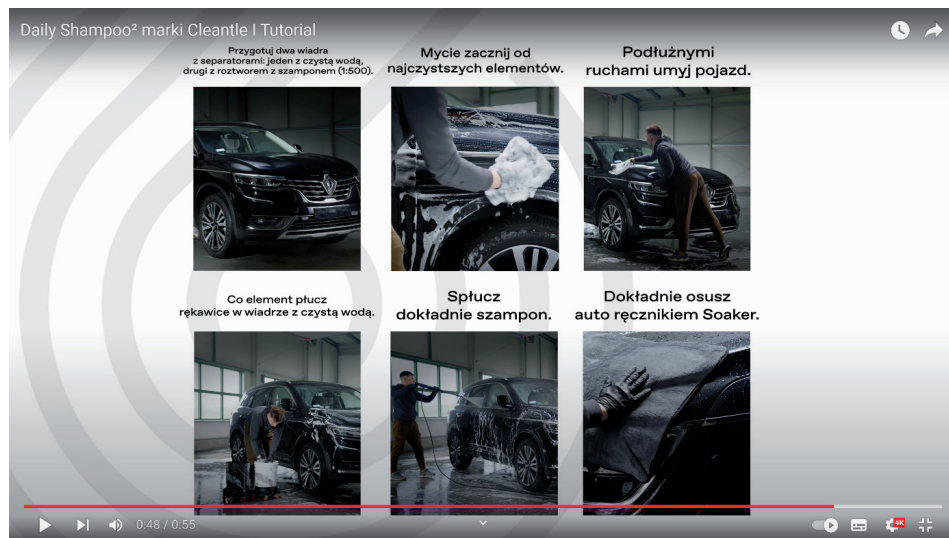 Daily Shampoo² marki Cleantle I Tutorial
Przygotuj dwa wiadra
z separatorami: jeden z czystą wodą,
drugi z roztworem z szamponem (1:500).
Mycie zacznij od
najczystszych elementów.
Podłużnymi
ruchami umyj pojazd.
Co element płucz
rękawice w wiadrze z czystą wodą.
Spłucz
dokładnie szampon.
Dokładnie osusz
auto ręcznikiem Soaker.
0:48 / 0:55
4K